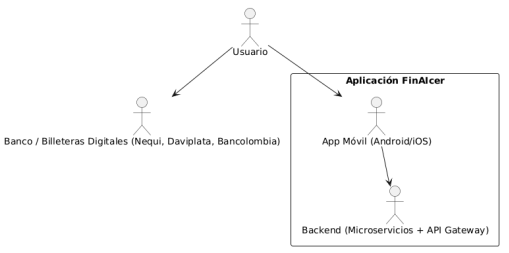 Usuario
Aplicación FinAlcer
Banco / Billeteras Digitales (Nequi, Daviplata, Bancolombia)
App Móvil (Android/iOS)
Backend (Microservicios + API Gateway)